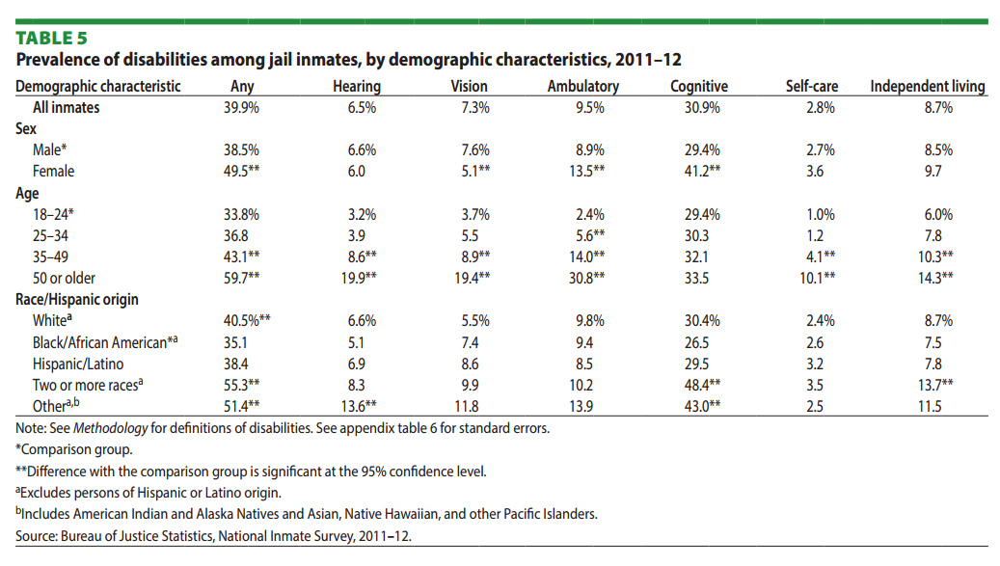 TABLE 5
Prevalence of disabilities among jail inmates, by demographic characteristics, 2011–12
Demographic characteristic Any Hearing Vision Ambulatory Cognitive Self-care Independent living
All inmates 39.9% 6.5% 7.3% 9.5% 30.9% 2.8% 8.7%
Sex
Male* 38.5% 6.6% 7.6% 8.9% 29.4% 2.7% 8.5%
Female 49.5** 6.0 5.1** 13.5** 41.2** 3.6 9.7
Age
18–24* 33.8% 3.2% 3.7% 2.4% 29.4% 1.0% 6.0%
25–34 36.8 3.9 5.5 5.6** 30.3 1.2 7.8
35–49 43.1** 8.6** 8.9** 14.0** 32.1 4.1** 10.3**
50 or older 59.7** 19.9** 19.4** 30.8** 33.5 10.1** 14.3**
Race/Hispanic origin
Whiteᵃ 40.5%** 6.6% 5.5% 9.8% 30.4% 2.4% 8.7%
Black/African American*ᵃ 35.1 5.1 7.4 9.4 26.5 2.6 7.5
Hispanic/Latino 38.4 6.9 8.6 8.5 29.5 3.2 7.8
Two or more racesᵃ 55.3** 8.3 9.9 10.2 48.4** 3.5 13.7**
Otherᵃ,ᵇ 51.4** 13.6** 11.8 13.9 43.0** 2.5 11.5
Note: See Methodology for definitions of disabilities. See appendix table 6 for standard errors.
*Comparison group.
**Difference with the comparison group is significant at the 95% confidence level.
ᵃExcludes persons of Hispanic or Latino origin.
ᵇIncludes American Indian and Alaska Natives and Asian, Native Hawaiian, and other Pacific Islanders.
Source: Bureau of Justice Statistics, National Inmate Survey, 2011–12.